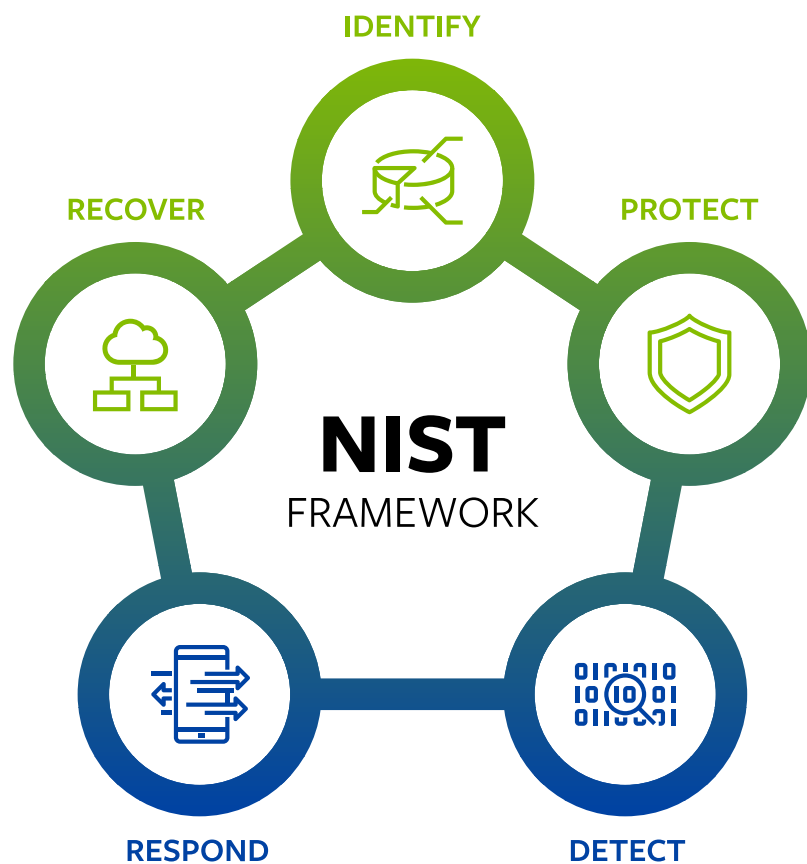 IDENTIFY
RECOVER
PROTECT
NIST
FRAMEWORK
RESPOND
DETECT